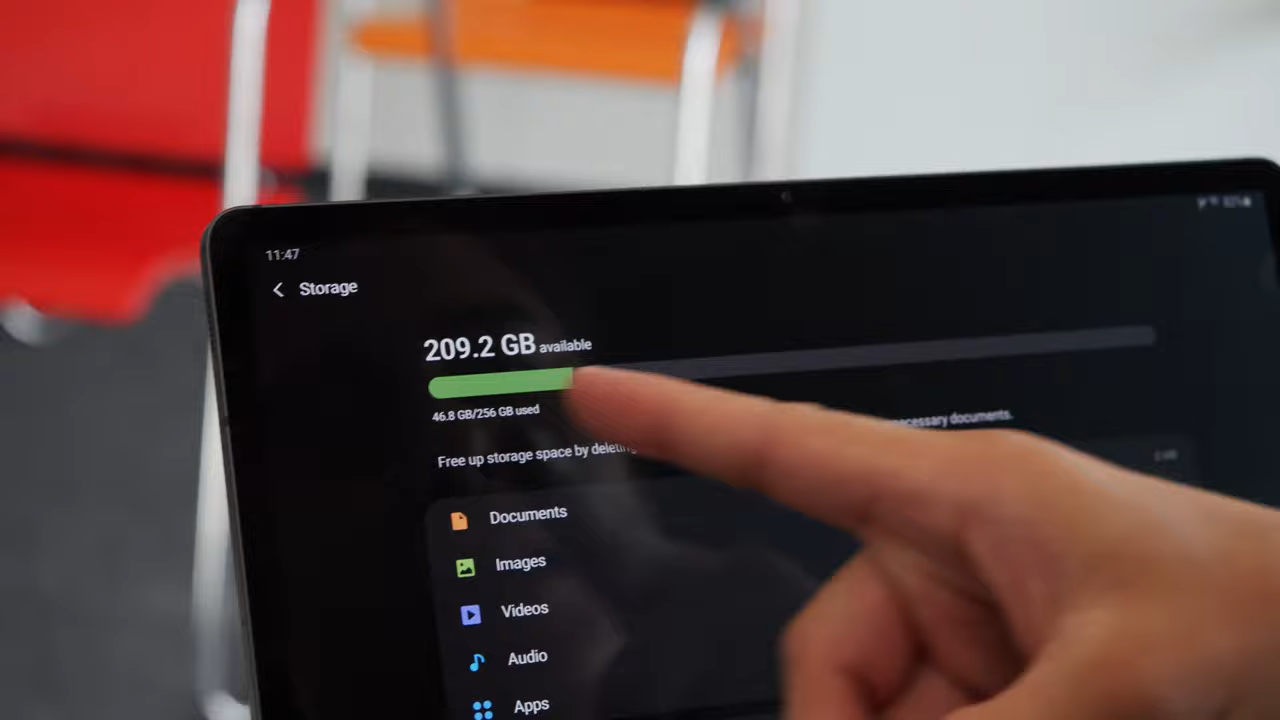 11:47
Storage
209.2 GB available
46.8 GB/256 GB used
Free up storage space by deleting
necessary documents.
Documents
Images
Videos
Audio
Apps